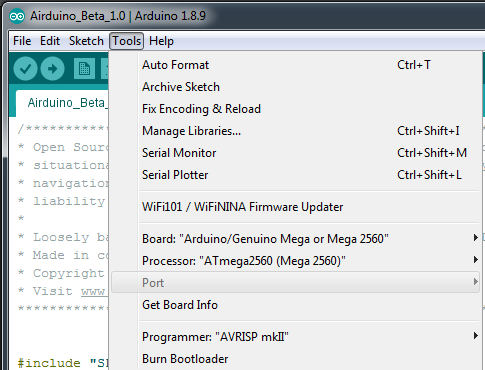 Airduino_Beta_1.0 | Arduino 1.8.9
File Edit Sketch Tools Help
Auto Format Ctrl+T
Archive Sketch
Fix Encoding & Reload
Manage Libraries... Ctrl+Shift+I
Serial Monitor Ctrl+Shift+M
Serial Plotter Ctrl+Shift+L
WiFi101 / WiFiNINA Firmware Updater
Board: "Arduino/Genuino Mega or Mega 2560"
Processor: "ATmega2560 (Mega 2560)"
Port
Get Board Info
Programmer: "AVRISP mkII"
Burn Bootloader
Airduino_Beta_
/***********
* Open Sourc
* situationa
* navigation
* liability
*
* Loosely ba
* Made in co
* Copyright
* Visit www
************
#include "S